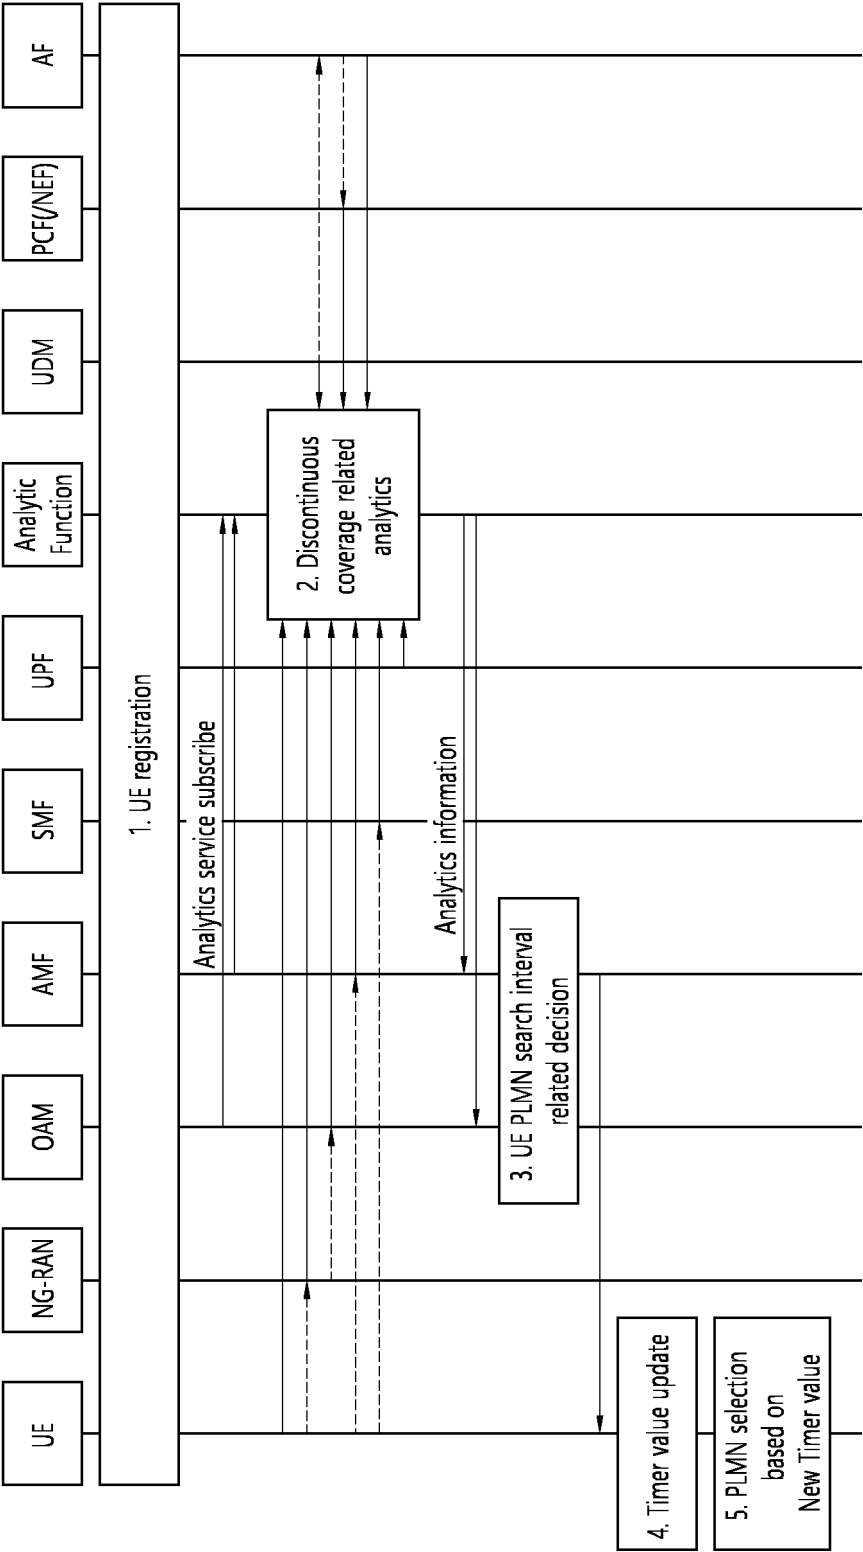 UE
NG-RAN
OAM
AMF
SMF
UPF
Analytic
Function
UDM
PCF(/NEF)
AF
1. UE registration
Analytics service subscribe
2. Discontinuous
coverage related
analytics
Analytics information
3. UE PLMN search interval
related decision
4. Timer value update
5. PLMN selection
based on
New Timer value